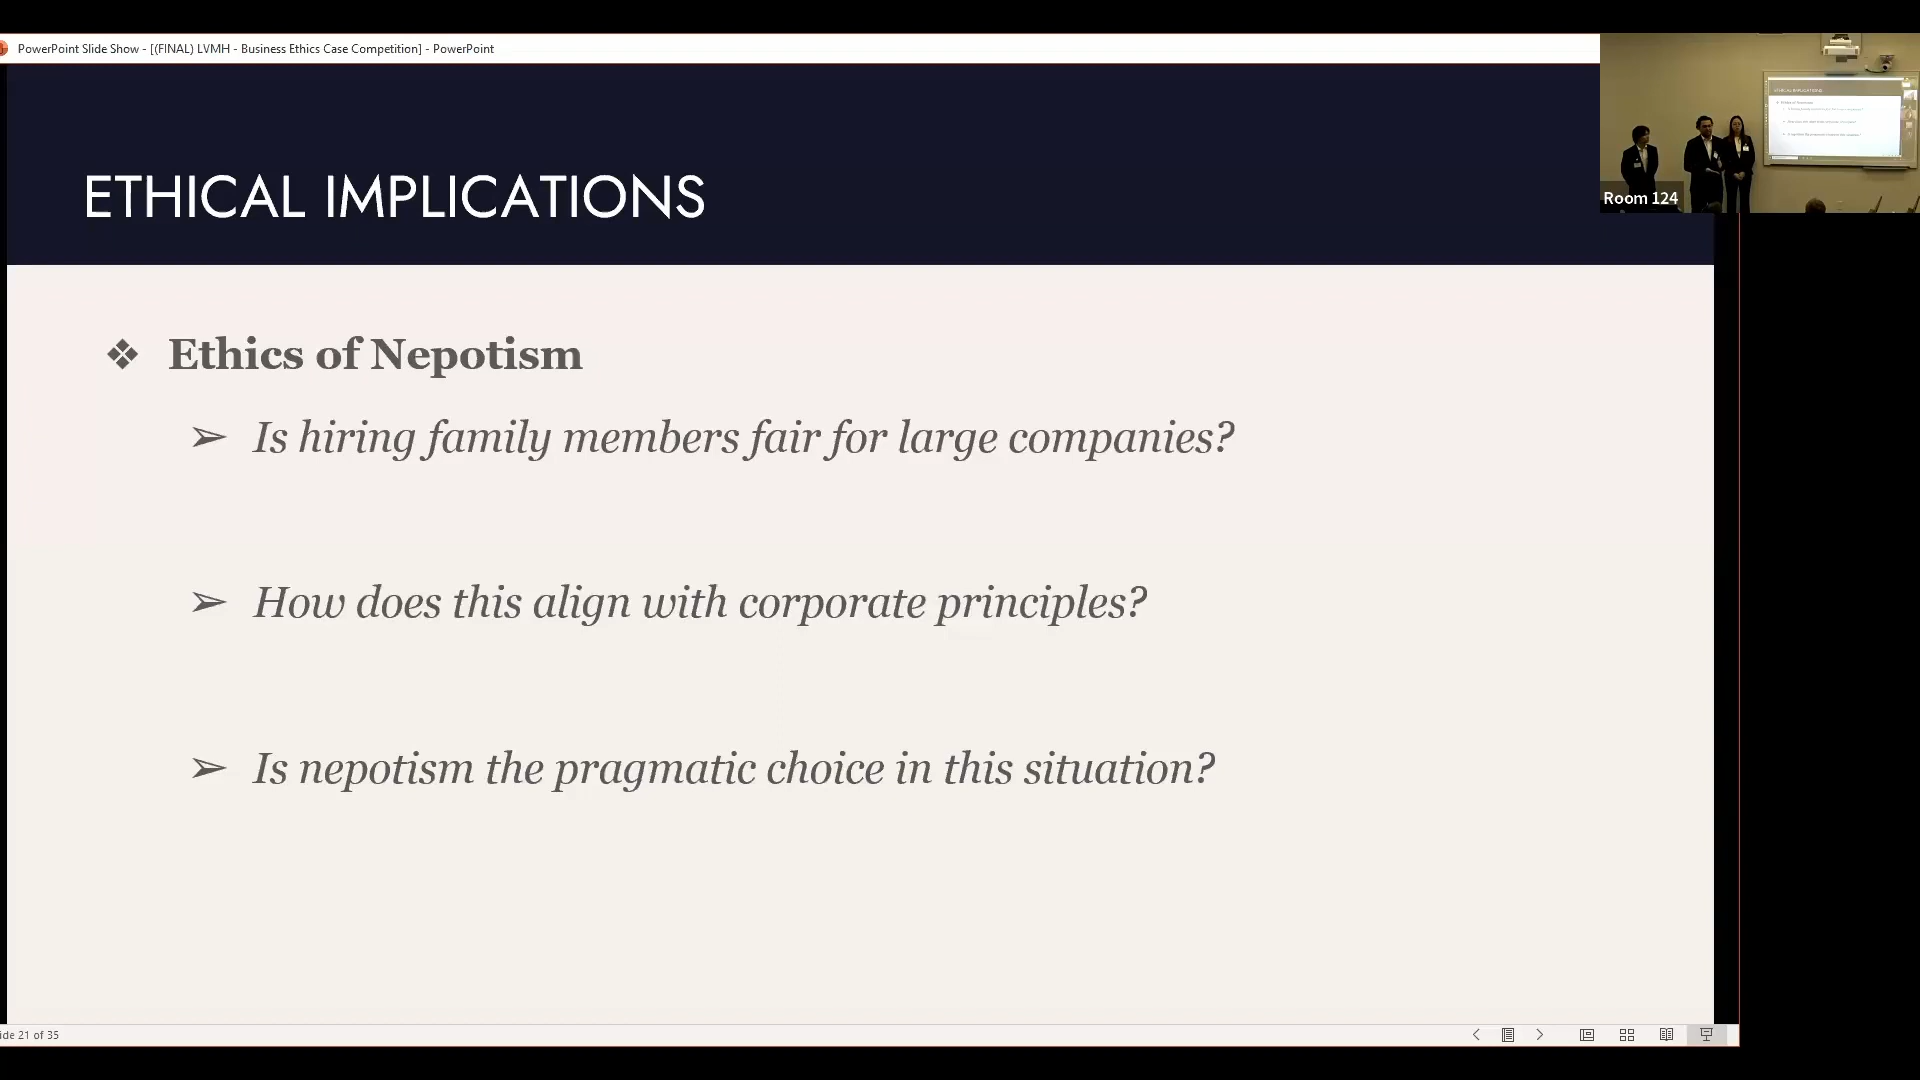 PowerPoint Slide Show - [(FINAL) LVMH - Business Ethics Case Competition] - PowerPoint
ETHICAL IMPLICATIONS
Room 124
❖ Ethics of Nepotism
➢ Is hiring family members fair for large companies?
➢ How does this align with corporate principles?
➢ Is nepotism the pragmatic choice in this situation?
ide 21 of 35